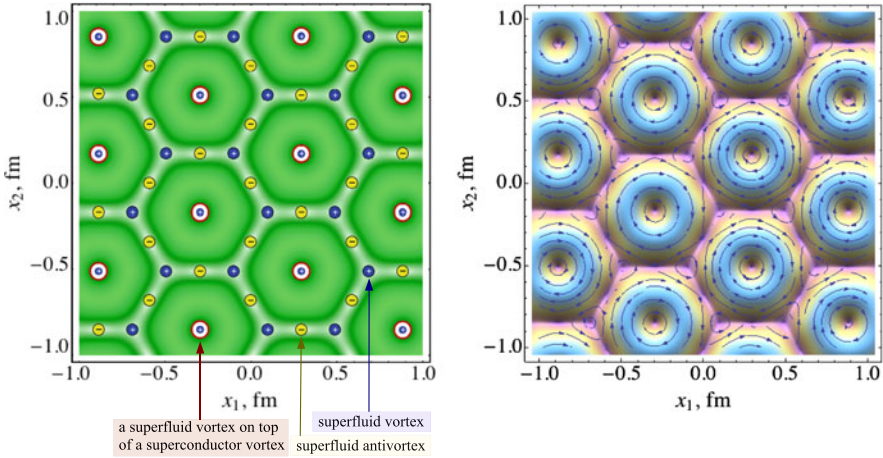 1.0
0.5
0.0
−0.5
−1.0
x2, fm
−1.0 −0.5 0.0 0.5 1.0
x1, fm
a superfluid vortex on top
of a superconductor vortex
superfluid antivortex
superfluid vortex
1.0
0.5
0.0
−0.5
−1.0
x2, fm
−1.0 −0.5 0.0 0.5 1.0
x1, fm